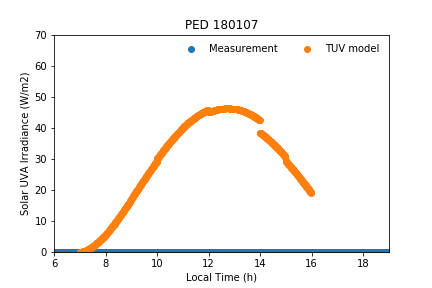 PED 180107
Measurement
TUV model
70
60
50
40
30
20
10
0
Solar UVA Irradiance (W/m2)
6 8 10 12 14 16 18
Local Time (h)